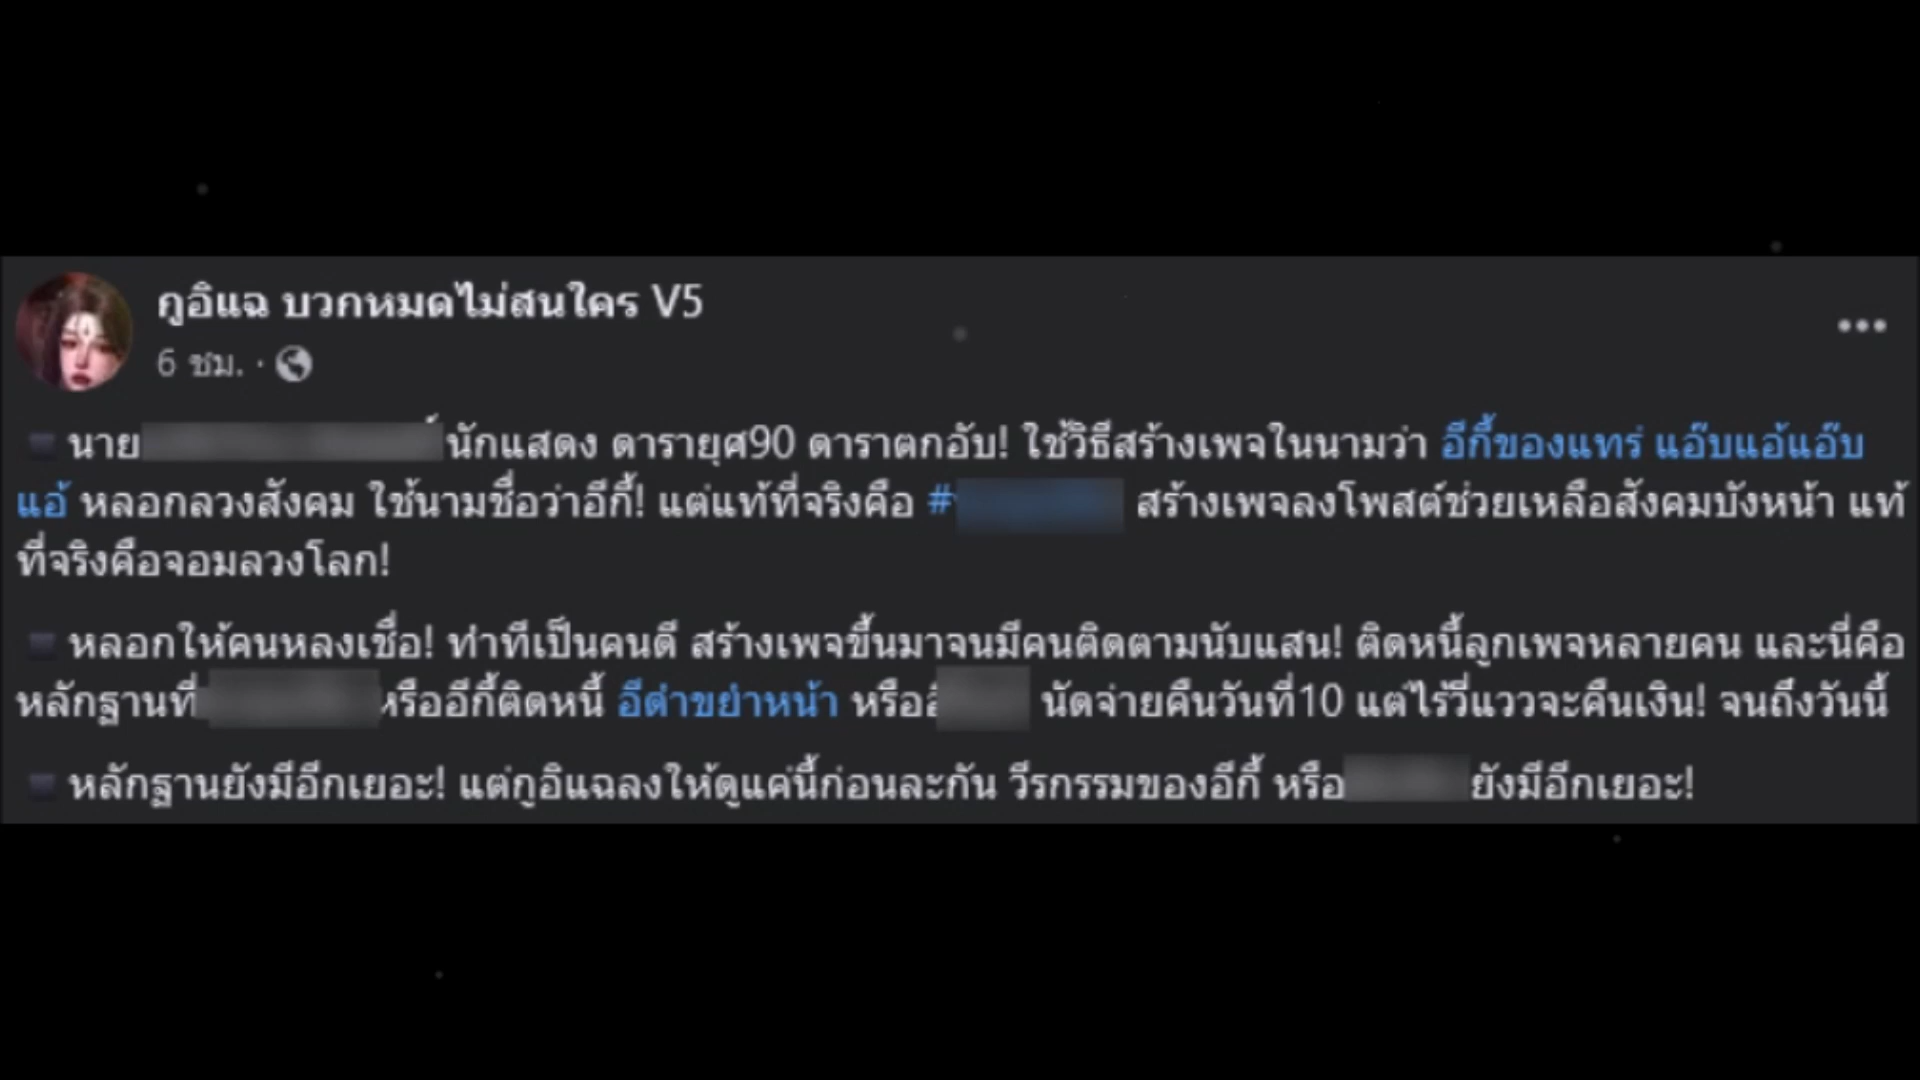 กูอิแฉ บวกหมดไม่สนใคร V5
6 ชม.
นาย นักแสดง ดารายุค90 ดาราตกอับ! ใช้วิธีสร้างเพจในนามว่า อีกี้ของแทร่ แอ๊บแอ้แอ๊บ
แอ้ หลอกลวงสังคม ใช้นามชื่อว่าอีกี้! แต่แท้ที่จริงคือ # สร้างเพจลงโพสต์ช่วยเหลือสังคมบังหน้า แท้
ที่จริงคือจอมลวงโลก!
หลอกให้คนหลงเชื่อ! ทำทีเป็นคนดี สร้างเพจขึ้นมาจนมีคนติดตามนับแสน! ติดหนี้ลูกเพจหลายคน และนี่คือ
หลักฐานที่ หรืออีกี้ติดหนี้ อีดำขยำหน้า หรือ นัดจ่ายคืนวันที่10 แต่ไร้วี่แววจะคืนเงิน! จนถึงวันนี้
หลักฐานยังมีอีกเยอะ! แต่กูอิแฉลงให้ดูแค่นี้ก่อนละกัน วีรกรรมของอีกี้ หรือ ยังมีอีกเยอะ!